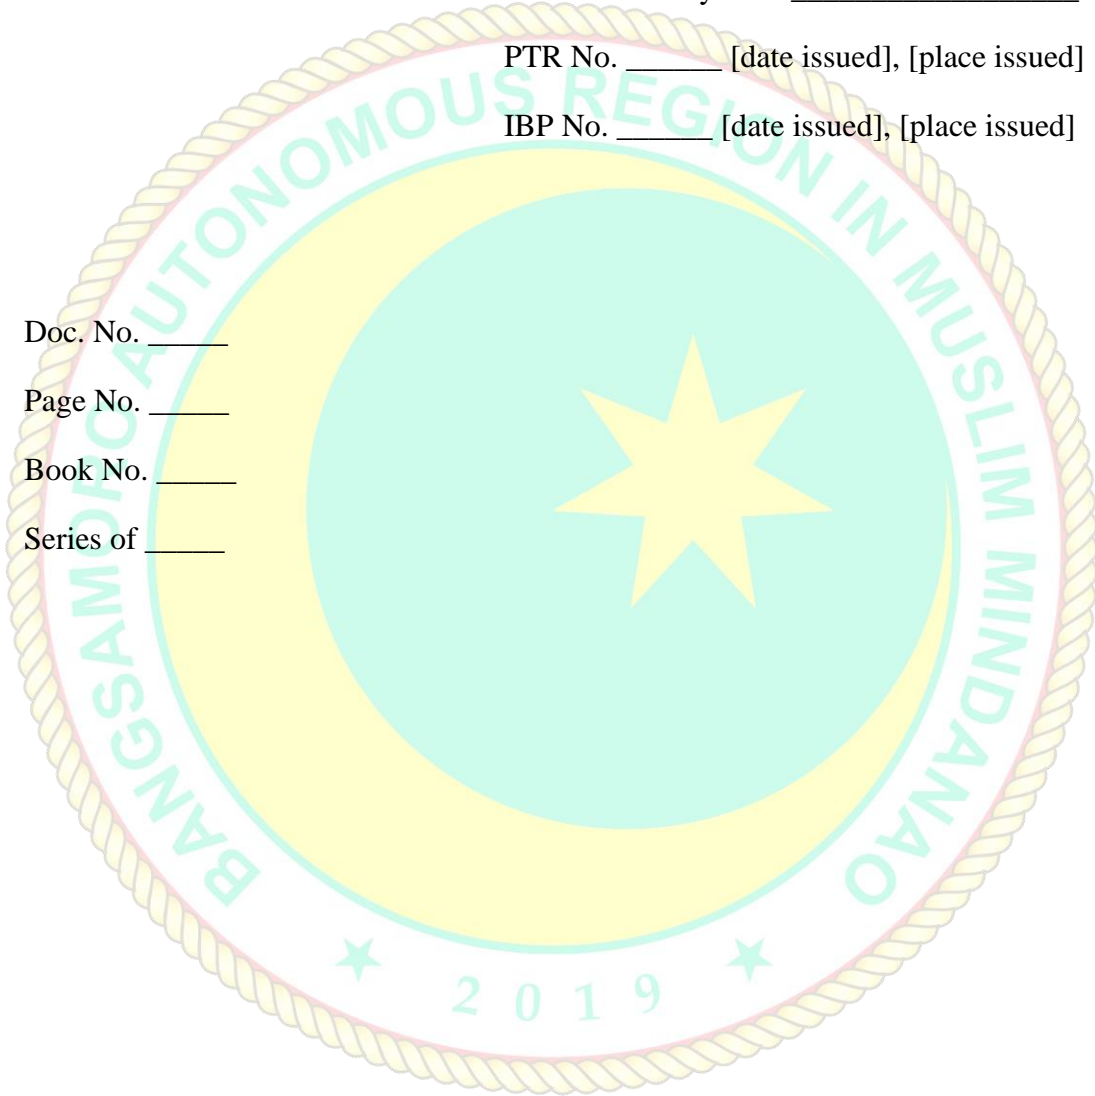 __________________
PTR No. ______ [date issued], [place issued]
IBP No. ______ [date issued], [place issued]
Doc. No. _____
Page No. _____
Book No. _____
Series of _____
BANGSAMORO AUTONOMOUS REGION IN MUSLIM MINDANAO
2019